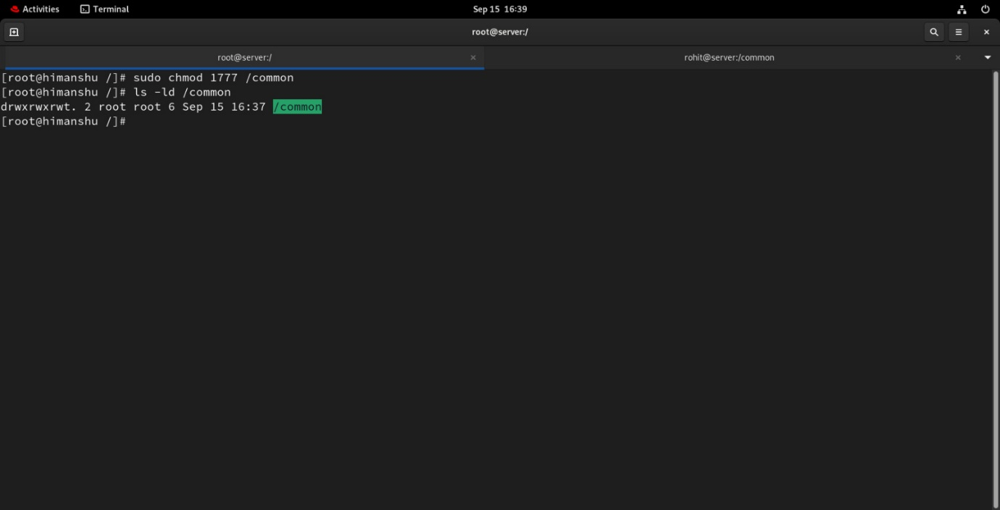 Activities Terminal Sep 15 16:39
root@server:/
root@server:/ rohit@server:/common
[root@himanshu /]# sudo chmod 1777 /common
[root@himanshu /]# ls -ld /common
drwxrwxrwt. 2 root root 6 Sep 15 16:37 /common
[root@himanshu /]#